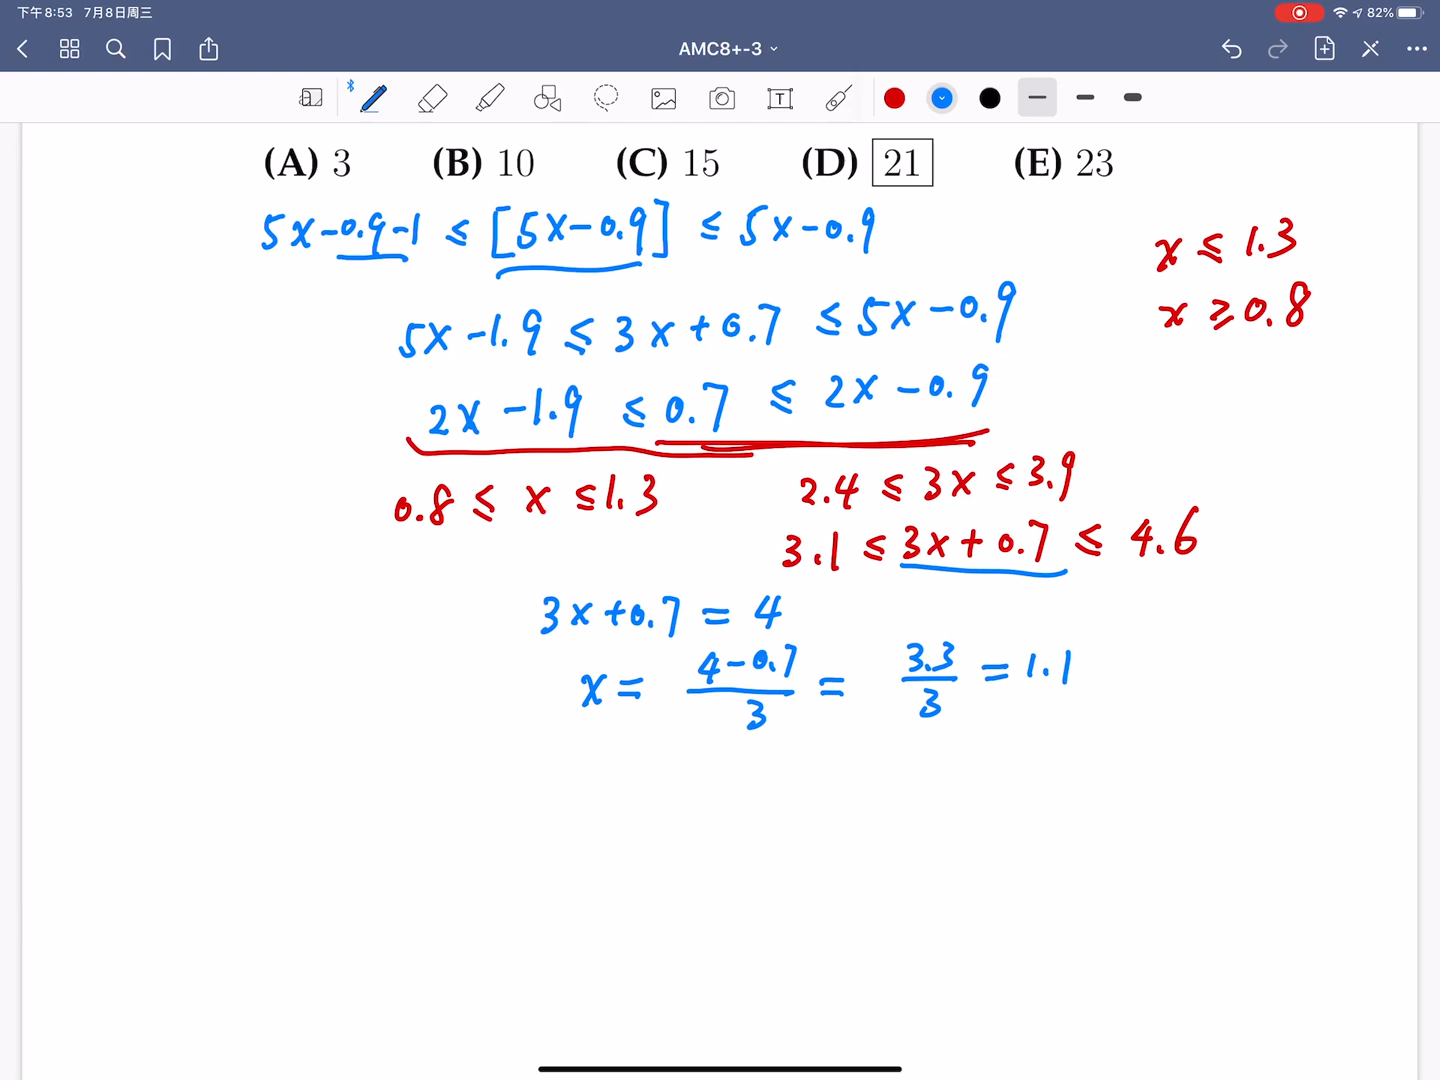 下午8:53 7月8日周三
82%
AMC8+-3
T
(A) 3 (B) 10 (C) 15 (D) 21 (E) 23
5x-0.9-1 ≤ [5x-0.9] ≤ 5x-0.9
x ≤ 1.3
x ≥ 0.8
5x-1.9 ≤ 3x+0.7 ≤ 5x-0.9
2x-1.9 ≤ 0.7 ≤ 2x-0.9
0.8 ≤ x ≤ 1.3
2.4 ≤ 3x ≤ 3.9
3.1 ≤ 3x+0.7 ≤ 4.6
3x+0.7 = 4
x = (4-0.7)/3 = 3.3/3 = 1.1